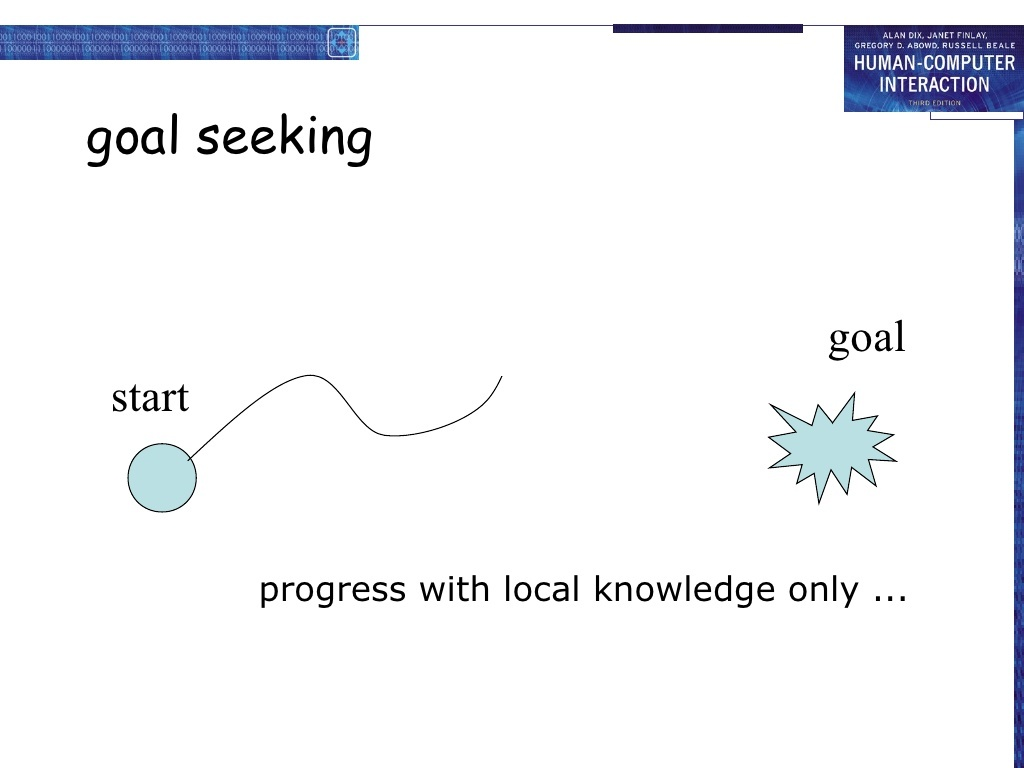 ALAN DIX, JANET FINLAY,
GREGORY D. ABOWD, RUSSELL BEALE
HUMAN-COMPUTER
INTERACTION
THIRD EDITION
goal seeking
goal
start
progress with local knowledge only ...